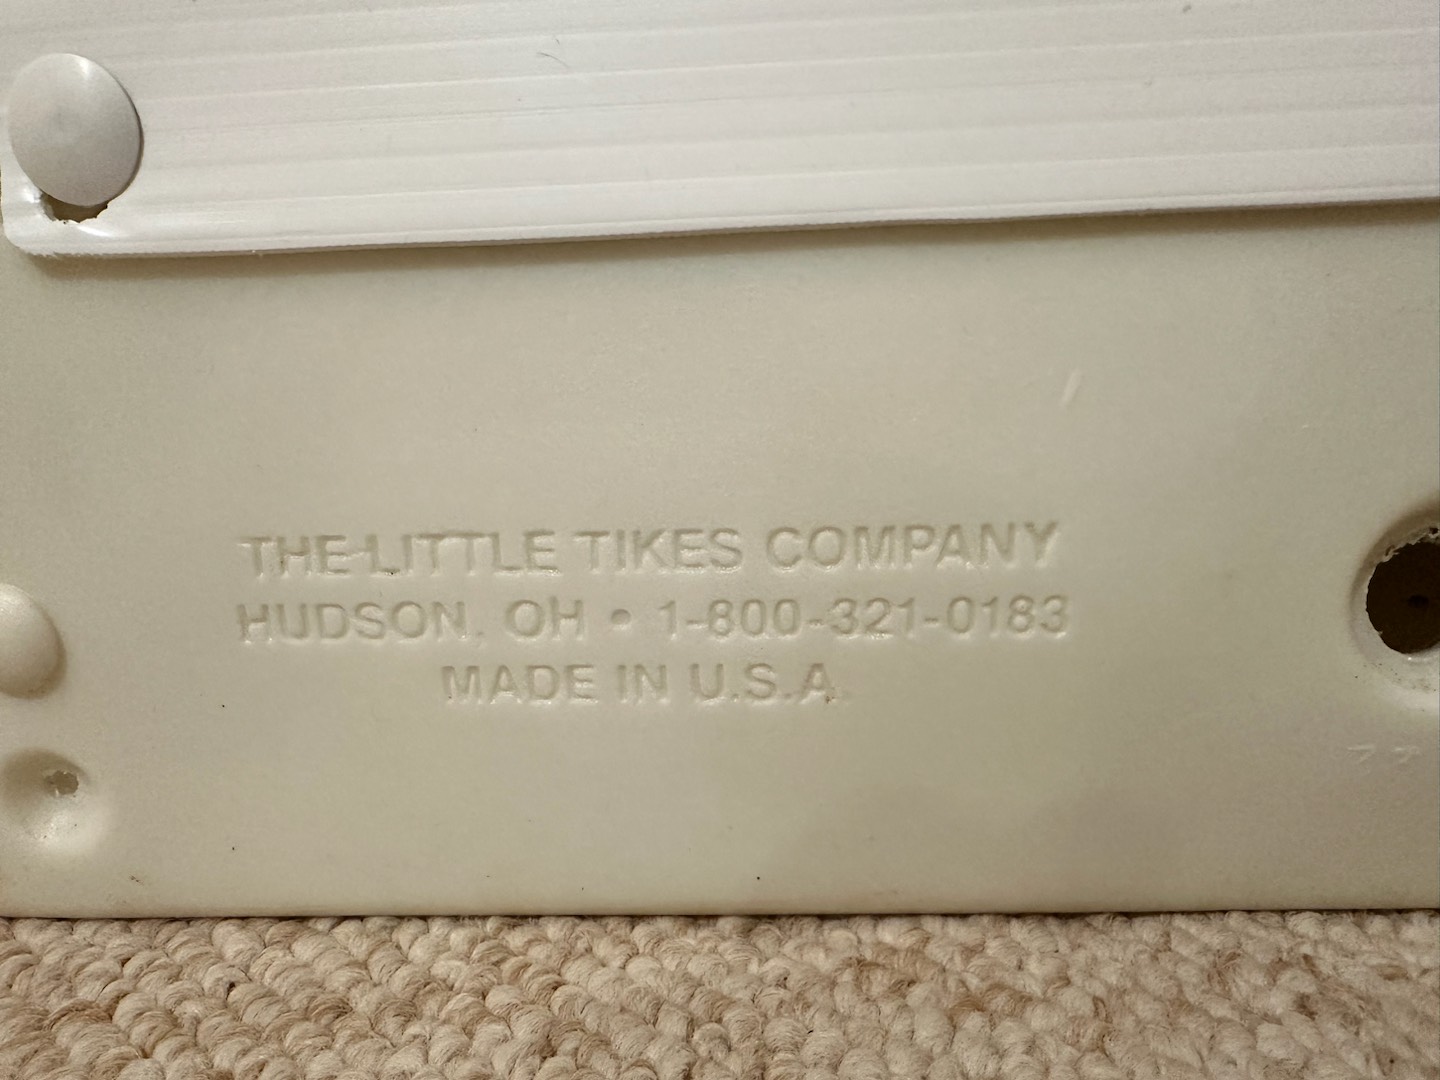 THE LITTLE TIKES COMPANY
HUDSON, OH • 1-800-321-0183
MADE IN U.S.A.